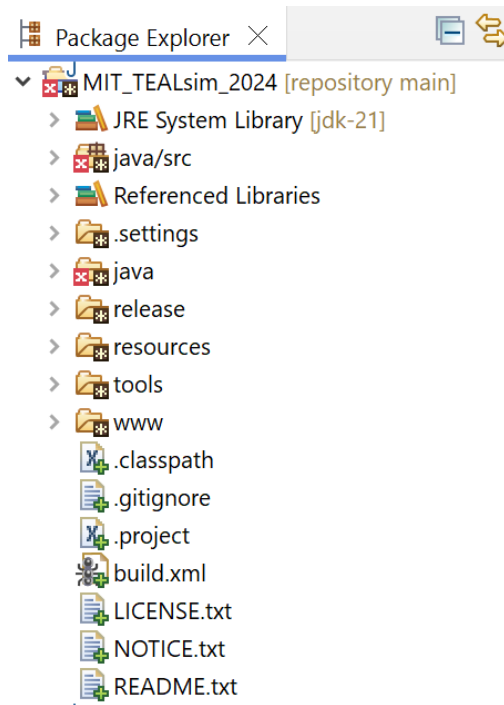 Package Explorer
MIT_TEALsim_2024 [repository main]
JRE System Library [jdk-21]
java/src
Referenced Libraries
.settings
java
release
resources
tools
www
.classpath
.gitignore
.project
build.xml
LICENSE.txt
NOTICE.txt
README.txt